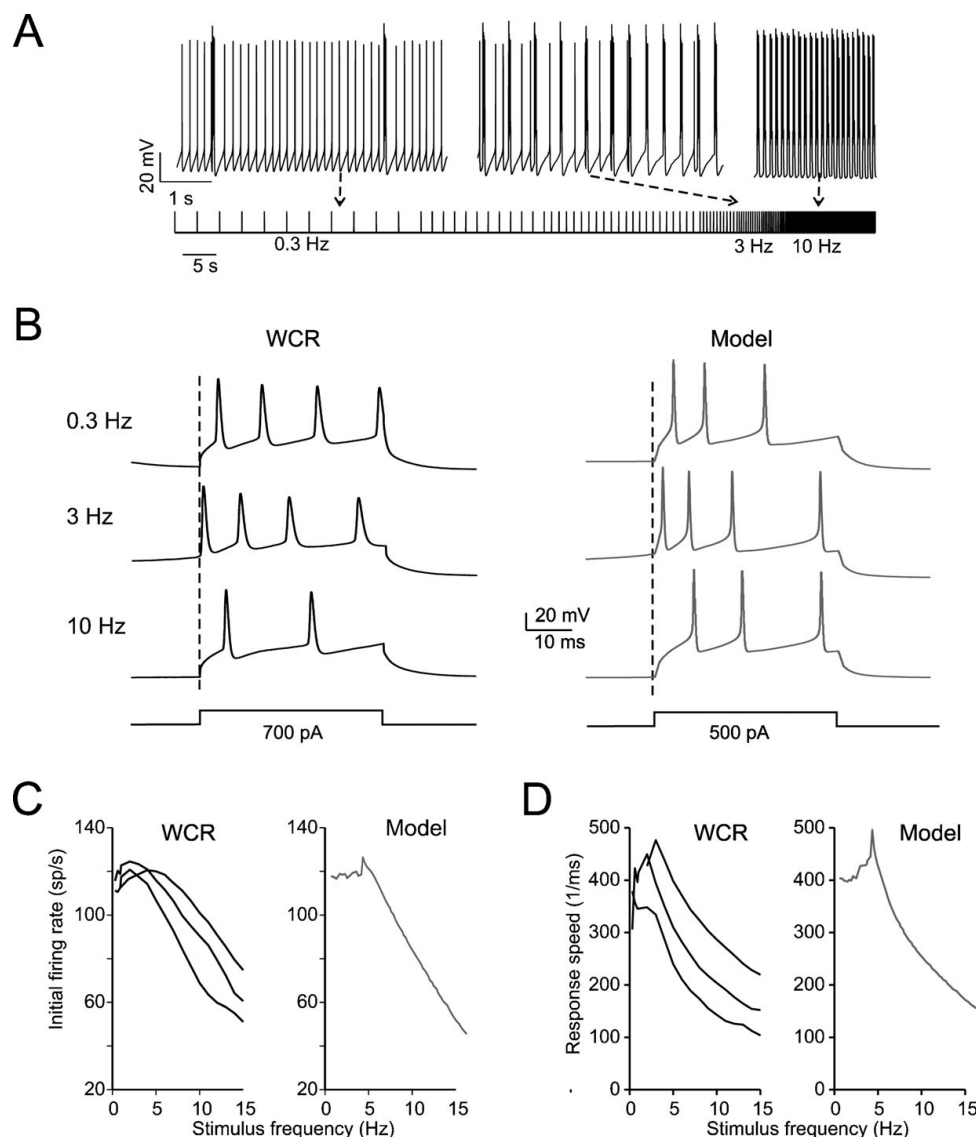 A
20 mV
1 s
0.3 Hz
3 Hz
10 Hz
5 s
B
WCR
Model
0.3 Hz
3 Hz
10 Hz
20 mV
10 ms
700 pA
500 pA
C
WCR
Model
Initial firing rate (sp/s)
140
100
60
20
0 5 10 15
0 5 10 15
Stimulus frequency (Hz)
D
WCR
Model
Response speed (1/ms)
500
400
300
200
100
0
-
500
400
300
200
100
0
0 5 10 15
0 5 10 15
Stimulus frequency (Hz)